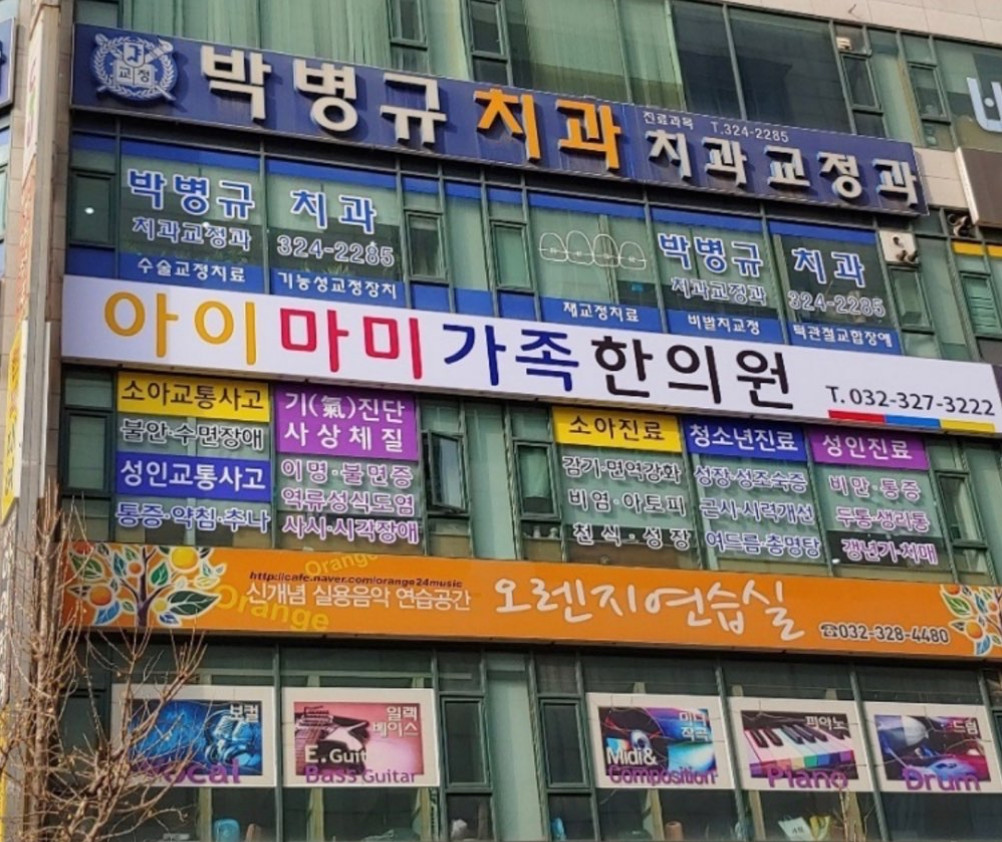 교정
박병규치과 치과교정과
진료과목 T.324-2285
박병규 치과
치과교정과 324-2285
수술교정치료 기능성교정장치
박병규 치과
치과교정과 324-2285
재교정치료 비발치교정 턱관절교합장애
아이마미가족한의원 T. 032-327-3222
소아교통사고
불안·수면장애
성인교통사고
통증·약침·추나
기(氣)진단
사상체질
이명·불면증
역류성식도염
사시·시각장애
소아진료
감기·면역강화
비염·아토피
천식·성장
청소년진료
성장·성조숙증
근시·시력개선
여드름·총명탕
성인진료
비만·통증
두통·생리통
갱년기·치매
Orange
http://cafe.naver.com/orange24music
신개념 실용음악 연습공간
Orange
오렌지연습실
☎032-328-4480
보컬
Vocal
일렉
베이스
E. Guit
Bass Guitar
미디
작곡
Midi&
Composition
피아노
Piano
드럼
Drum